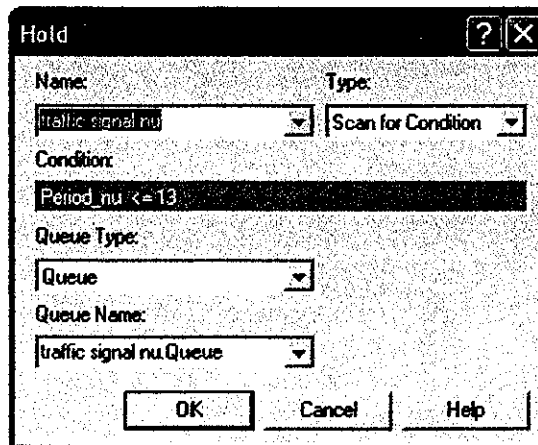 Hold
Name: Type:
traffic signal nu Scan for Condition
Condition:
Period_nu <= 13
Queue Type:
Queue
Queue Name:
traffic signal nu.Queue
OK Cancel Help